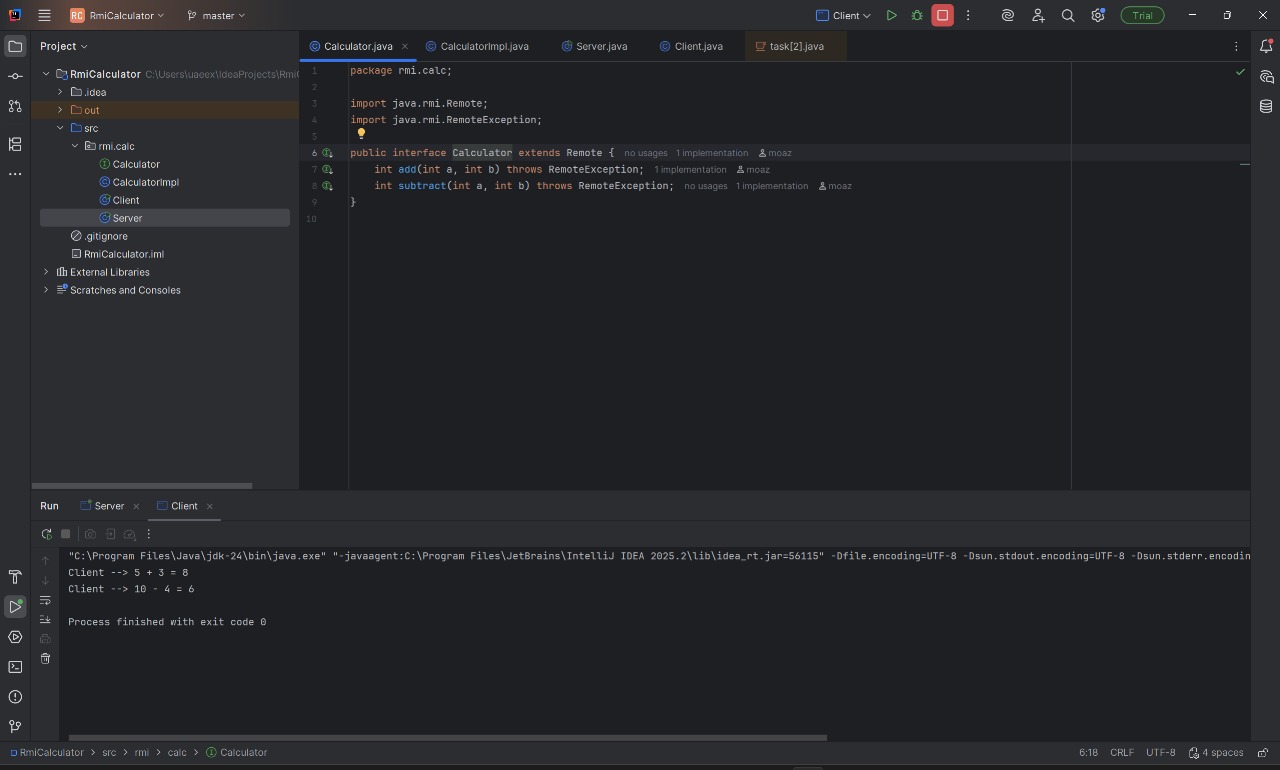 RC RmiCalculator master Client Trial
Project
Calculator.java CalculatorImpl.java Server.java Client.java task[2].java
RmiCalculator C:\Users\uaeex\IdeaProjects\Rmi
.idea
out
src
rmi.calc
Calculator
CalculatorImpl
Client
Server
.gitignore
RmiCalculator.iml
External Libraries
Scratches and Consoles
1 package rmi.calc;
2
3 import java.rmi.Remote;
4 import java.rmi.RemoteException;
5
6 public interface Calculator extends Remote { no usages 1 implementation moaz
7 int add(int a, int b) throws RemoteException; 1 implementation moaz
8 int subtract(int a, int b) throws RemoteException; no usages 1 implementation moaz
9 }
10
Run Server Client
"C:\Program Files\Java\jdk-24\bin\java.exe" "-javaagent:C:\Program Files\JetBrains\IntelliJ IDEA 2025.2\lib\idea_rt.jar=56115" -Dfile.encoding=UTF-8 -Dsun.stdout.encoding=UTF-8 -Dsun.stderr.encodin
Client --> 5 + 3 = 8
Client --> 10 - 4 = 6
Process finished with exit code 0
RmiCalculator > src > rmi > calc > Calculator 6:18 CRLF UTF-8 4 spaces